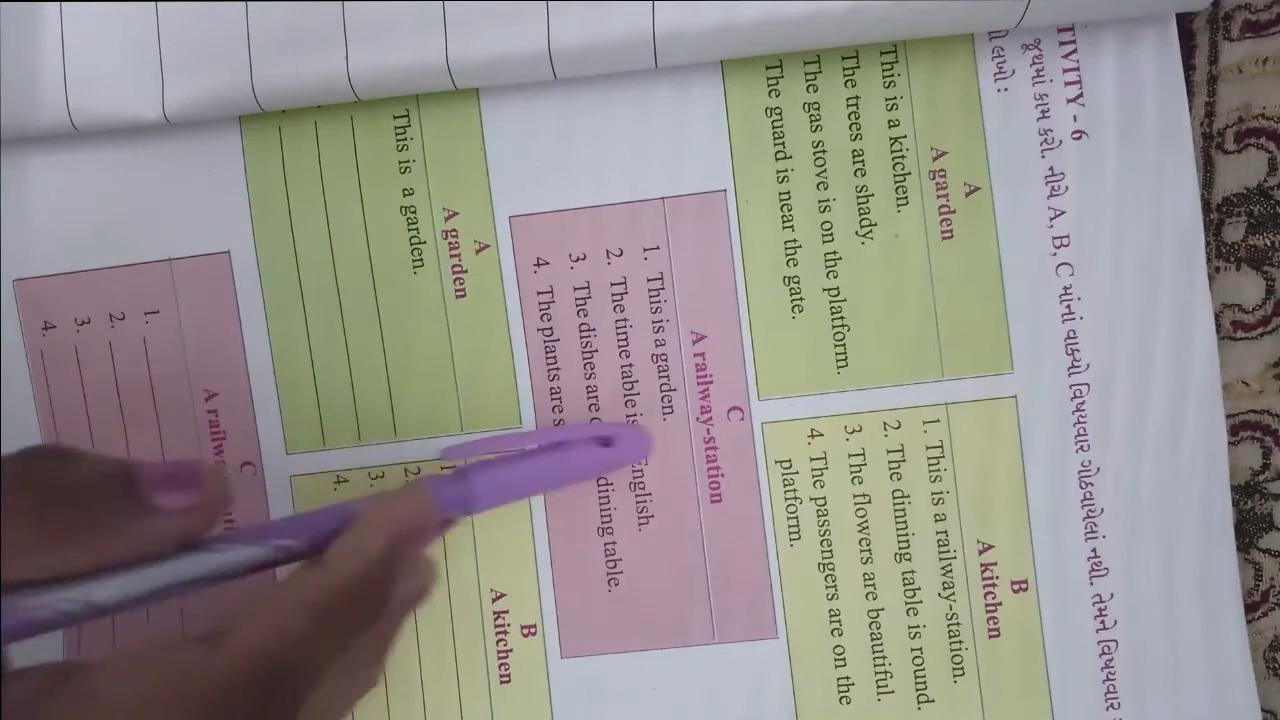 TIVITY - 6
જૂથમાં કામ કરો. નીચે A, B, C માંનાં વાક્યો વિષયવાર ગોઠવાયેલાં નથી. તેમને વિષયવાર
લખો :
A
A garden
This is a kitchen.
The trees are shady.
The gas stove is on the platform.
The guard is near the gate.
B
A kitchen
1. This is a railway-station.
2. The dinning table is round.
3. The flowers are beautiful.
4. The passengers are on the
platform.
C
A railway-station
1. This is a garden.
2. The time table is English.
3. The dishes are dining table.
4. The plants are
A
A garden
This is a garden.
B
A kitchen
1
2.
3.
4.
C
A railw
1.
2.
3.
4.